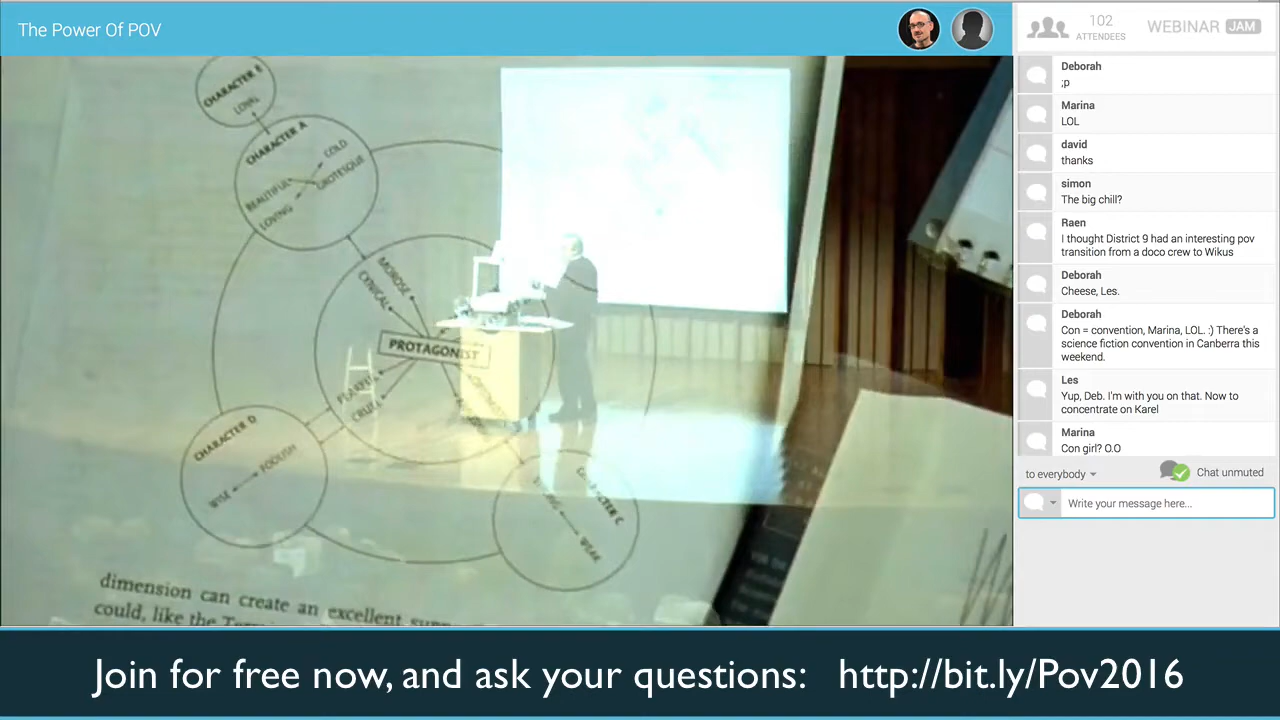 The Power Of POV
102
ATTENDEES
WEBINAR JAM
CHARACTER B
LOYAL
CHARACTER A
COLD
GROTESQUE
BEAUTIFUL
LOVING
MOROSE
CYNICAL
PROTAGONIST
PLAYFUL
CRUEL
CHARACTER D
FOOLISH
WISE
CHARACTER C
STRONG
WEAK
dimension can create an excellent
could, like the
Deborah
;p
Marina
LOL
david
thanks
simon
The big chill?
Raen
I thought District 9 had an interesting pov
transition from a doco crew to Wikus
Deborah
Cheese, Les.
Deborah
Con = convention, Marina, LOL. :) There's a
science fiction convention in Canberra this
weekend.
Les
Yup, Deb. I'm with you on that. Now to
concentrate on Karel
Marina
Con girl? O.O
to everybody
Chat unmuted
Write your message here...
Join for free now, and ask your questions: http://bit.ly/Pov2016